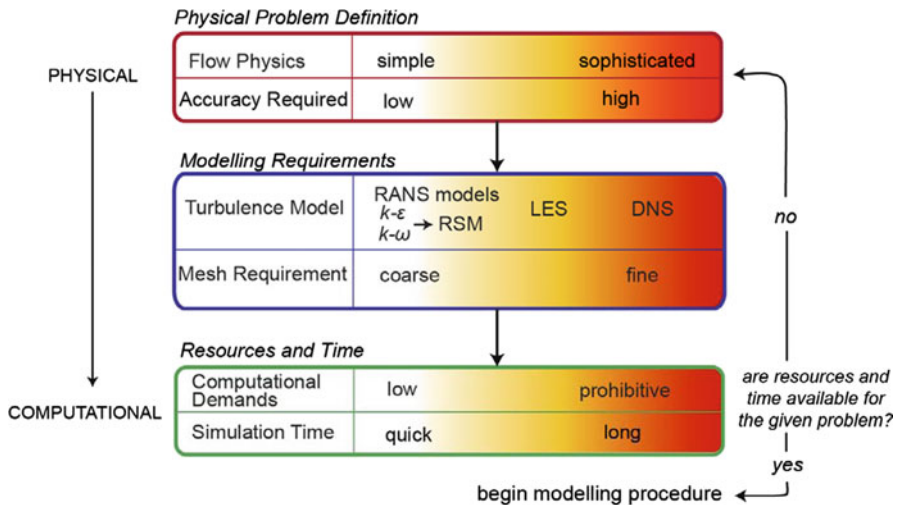 Physical Problem Definition
PHYSICAL
Flow Physics simple sophisticated
Accuracy Required low high
Modelling Requirements
Turbulence Model RANS models LES DNS
k-ε
k-ω → RSM
Mesh Requirement coarse fine
no
Resources and Time
COMPUTATIONAL
Computational
Demands low prohibitive
Simulation Time quick long
are resources and
time available for
the given problem?
yes
begin modelling procedure